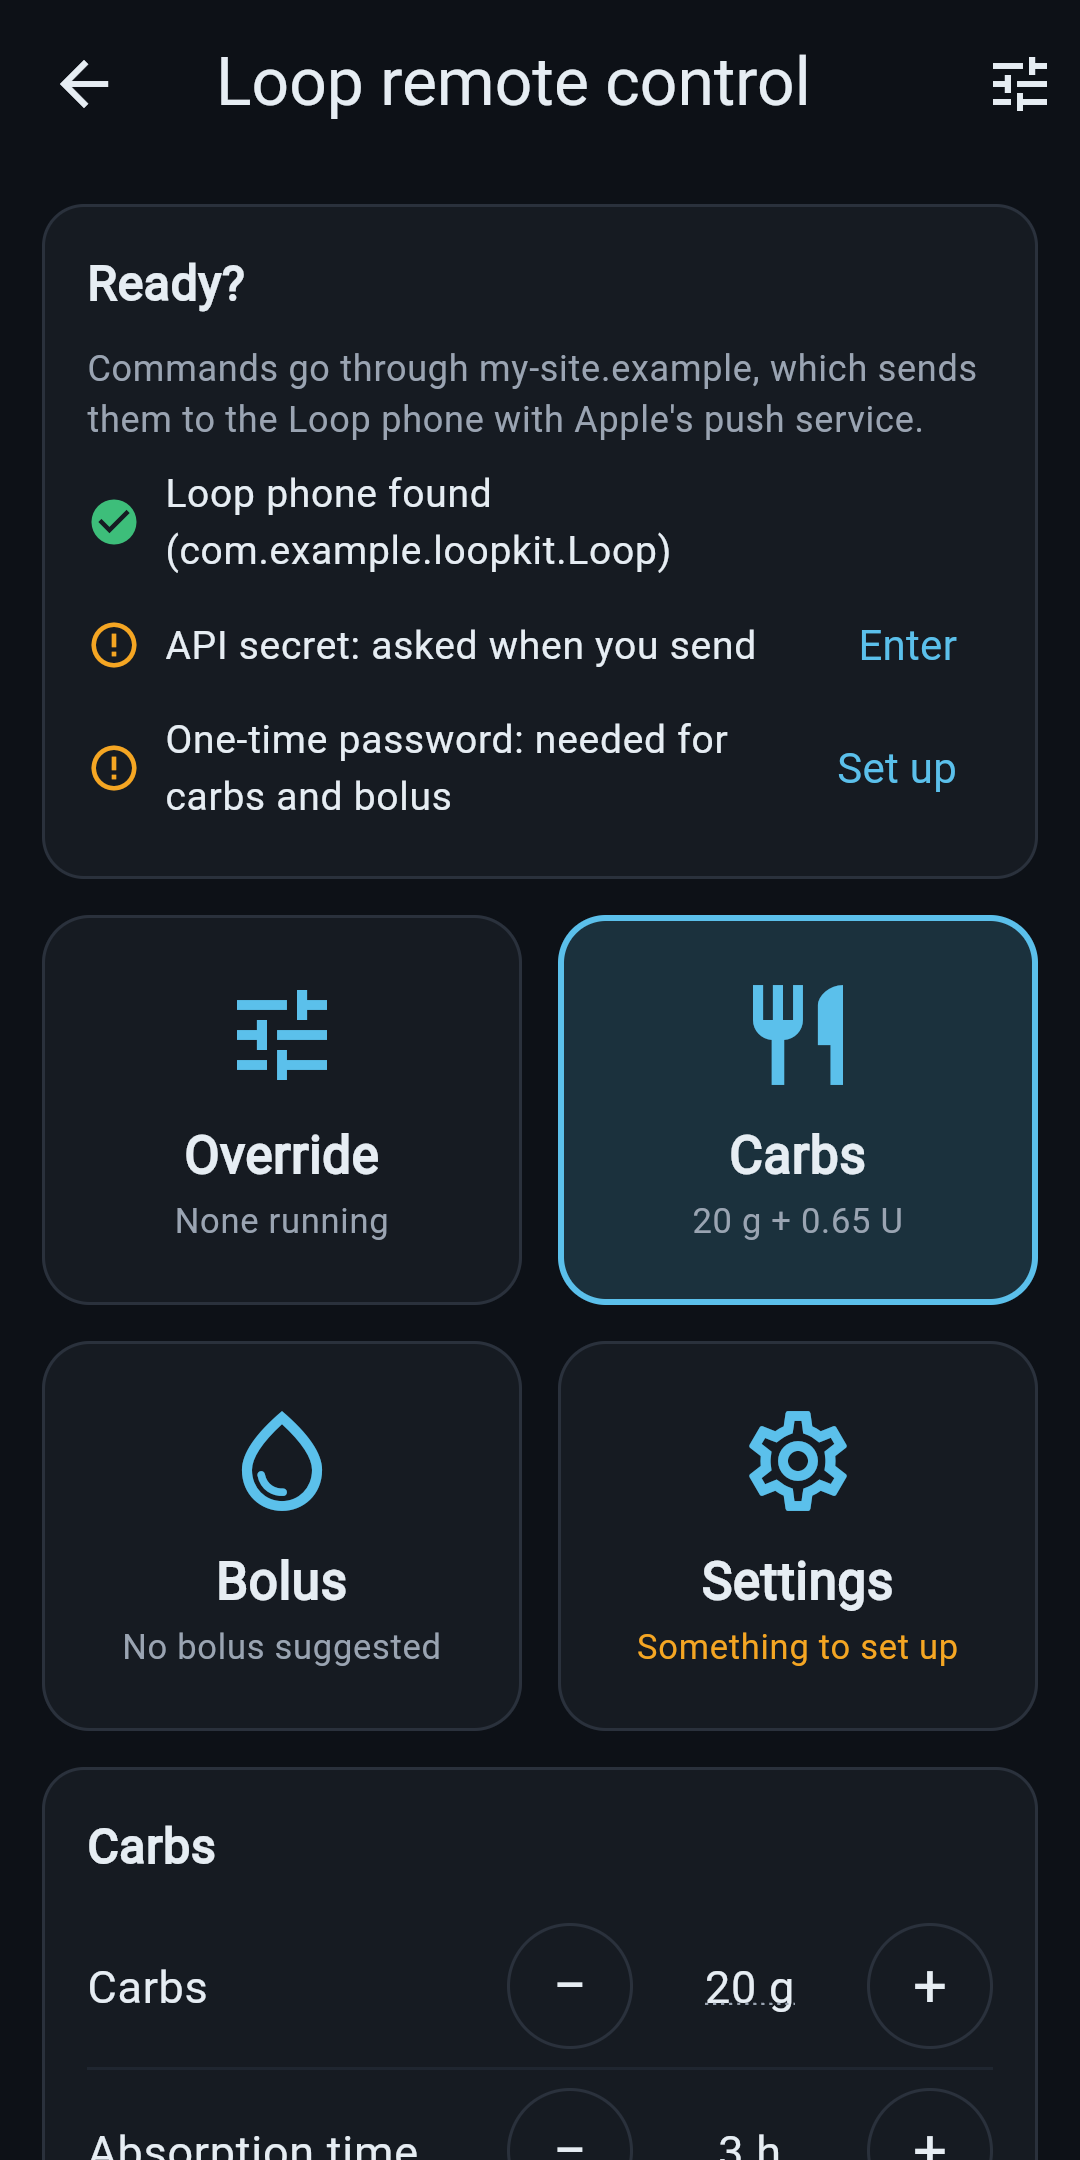 Loop remote control
Ready?
Commands go through my-site.example, which sends
them to the Loop phone with Apple's push service.
Loop phone found
(com.example.loopkit.Loop)
API secret: asked when you send
Enter
One-time password: needed for
carbs and bolus
Set up
Override
None running
Carbs
20 g + 0.65 U
Bolus
No bolus suggested
Settings
Something to set up
Carbs
Carbs
−
20 g
+
Absorption time
−
3 h
+